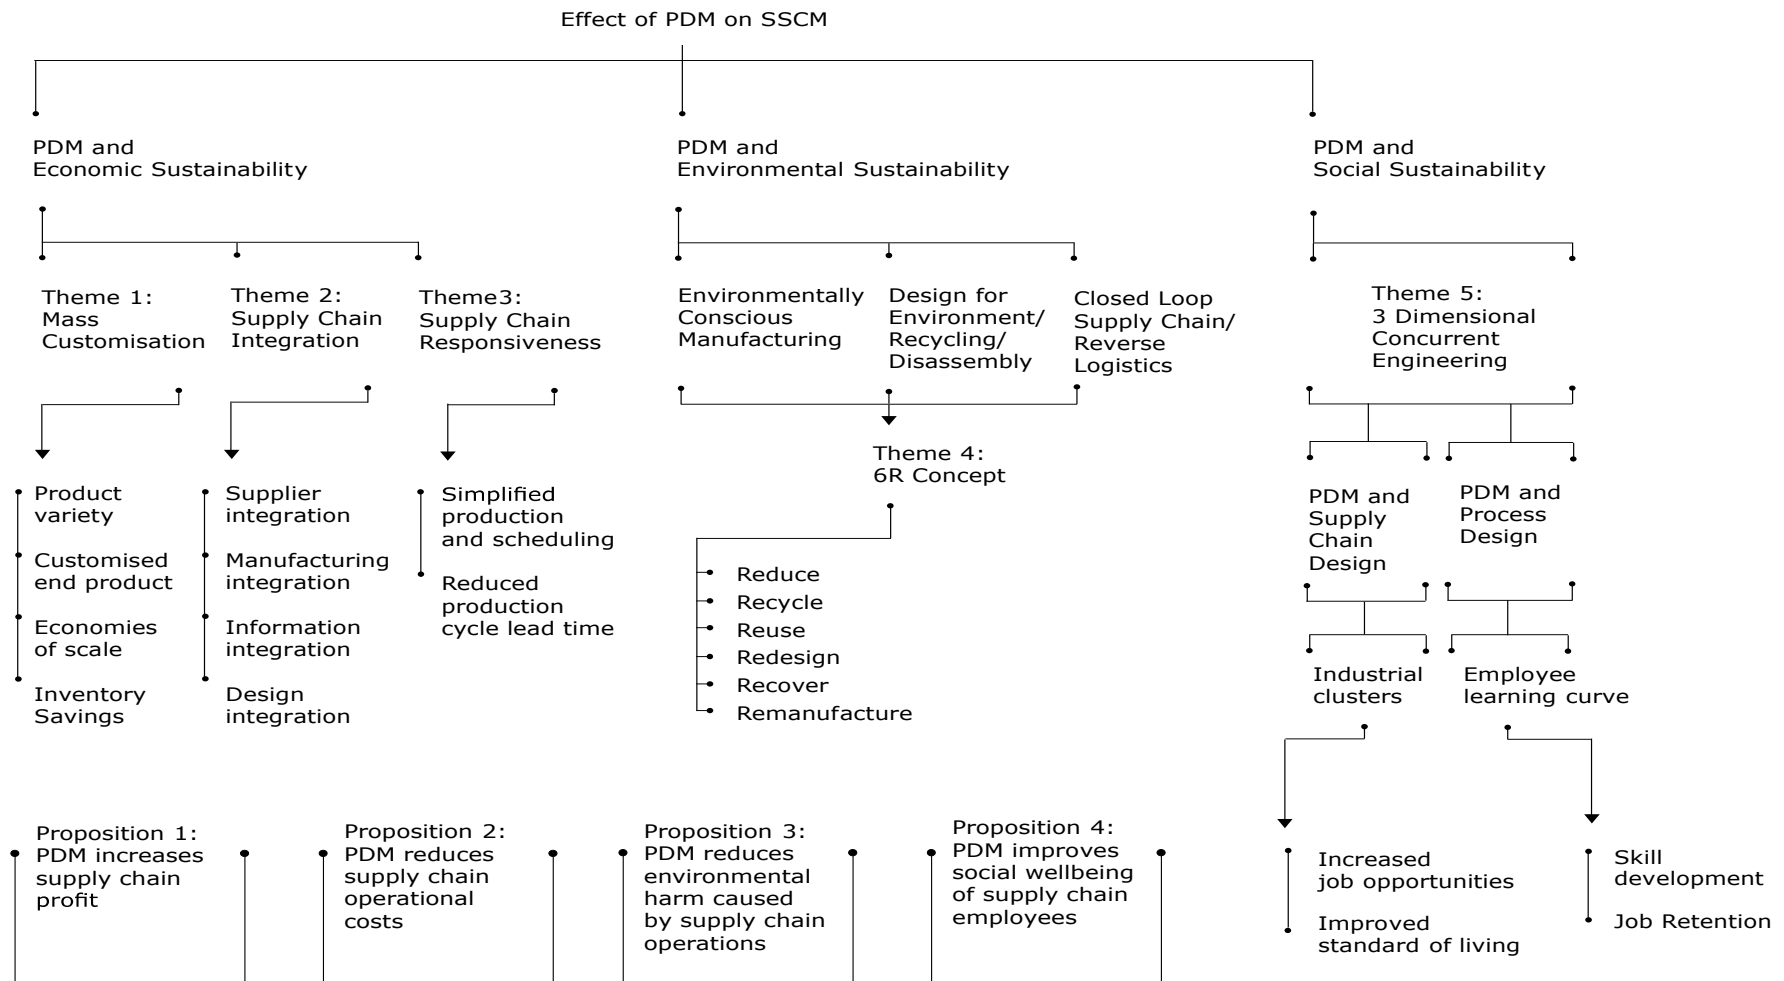 Effect of PDM on SSCM
PDM and
Economic Sustainability
PDM and
Environmental Sustainability
PDM and
Social Sustainability
Theme 1:
Mass
Customisation
Theme 2:
Supply Chain
Integration
Theme3:
Supply Chain
Responsiveness
Environmentally
Conscious
Manufacturing
Design for
Environment/
Recycling/
Disassembly
Closed Loop
Supply Chain/
Reverse
Logistics
Theme 5:
3 Dimensional
Concurrent
Engineering
Theme 4:
6R Concept
Product
variety
Customised
end product
Economies
of scale
Inventory
Savings
Supplier
integration
Manufacturing
integration
Information
integration
Design
integration
Simplified
production
and scheduling
Reduced
production
cycle lead time
Reduce
Recycle
Reuse
Redesign
Recover
Remanufacture
PDM and
Supply
Chain
Design
PDM and
Process
Design
Industrial
clusters
Employee
learning curve
Increased
job opportunities
Improved
standard of living
Skill
development
Job Retention
Proposition 1:
PDM increases
supply chain
profit
Proposition 2:
PDM reduces
supply chain
operational
costs
Proposition 3:
PDM reduces
environmental
harm caused
by supply chain
operations
Proposition 4:
PDM improves
social wellbeing
of supply chain
employees